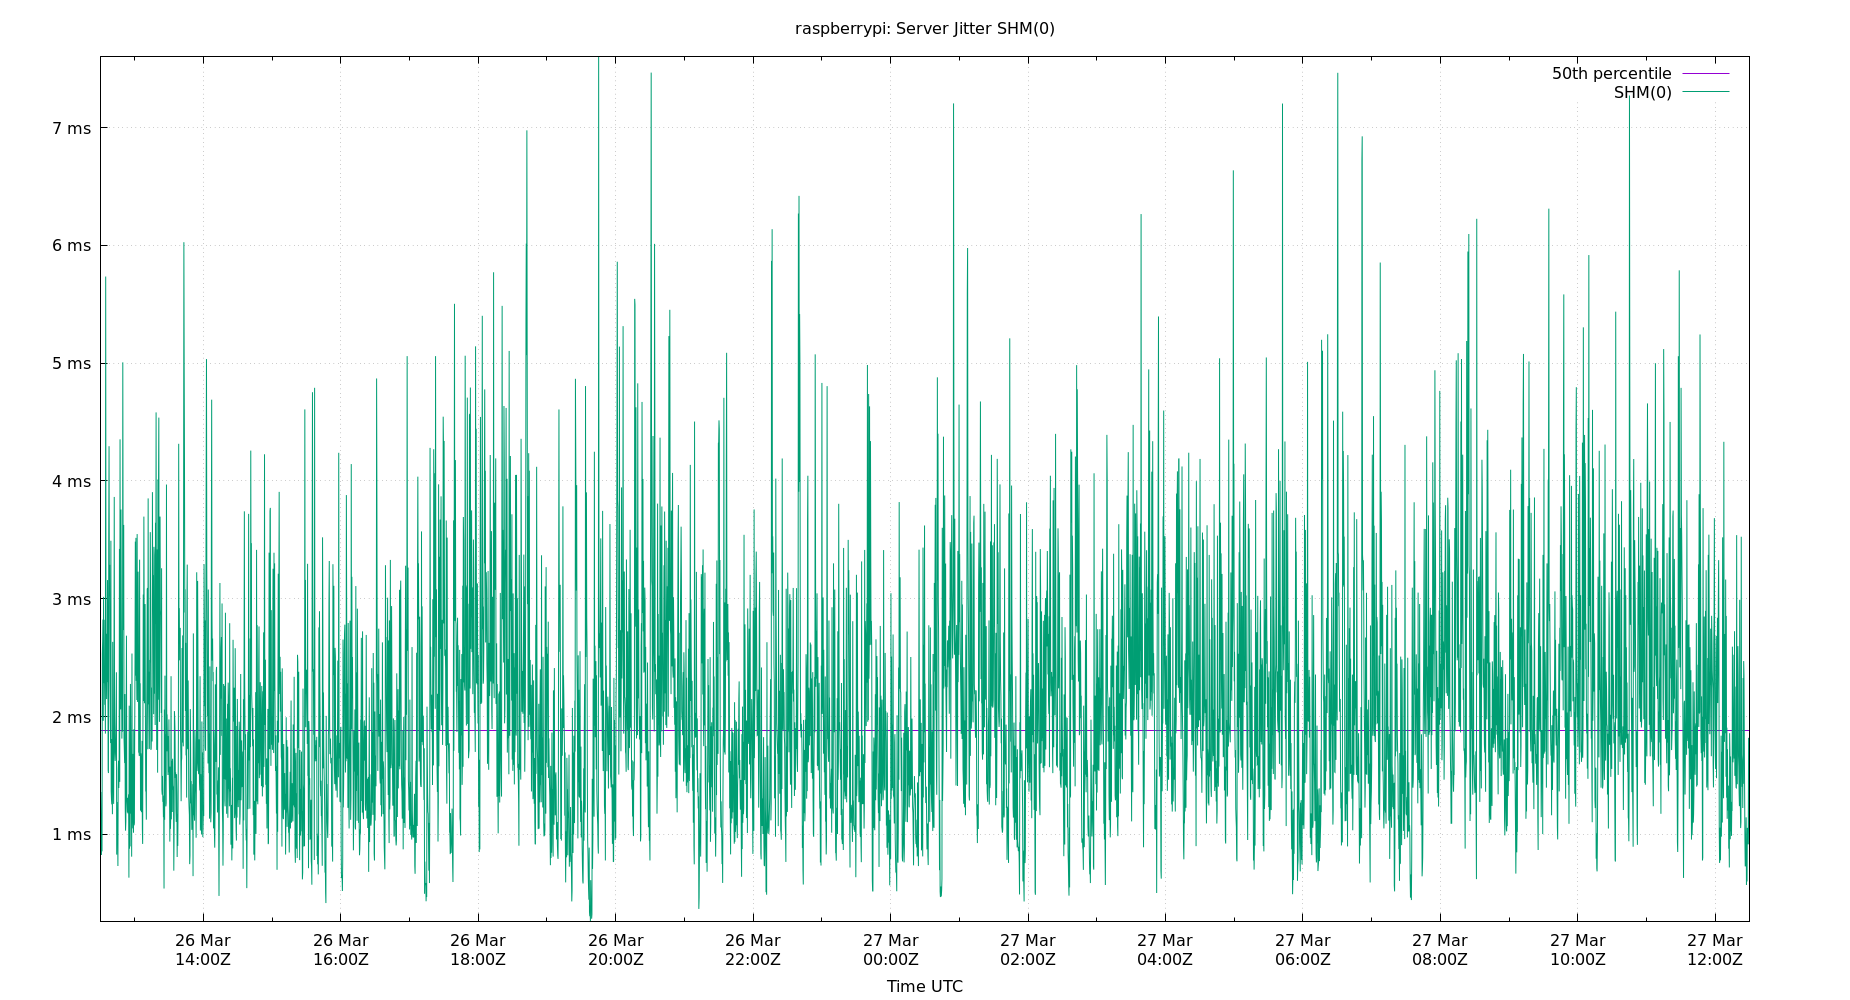 raspberrypi: Server Jitter SHM(0)
50th percentile
SHM(0)
7 ms
6 ms
5 ms
4 ms
3 ms
2 ms
1 ms
26 Mar 26 Mar 26 Mar 26 Mar 26 Mar 27 Mar 27 Mar 27 Mar 27 Mar 27 Mar 27 Mar 27 Mar
14:00Z 16:00Z 18:00Z 20:00Z 22:00Z 00:00Z 02:00Z 04:00Z 06:00Z 08:00Z 10:00Z 12:00Z
Time UTC